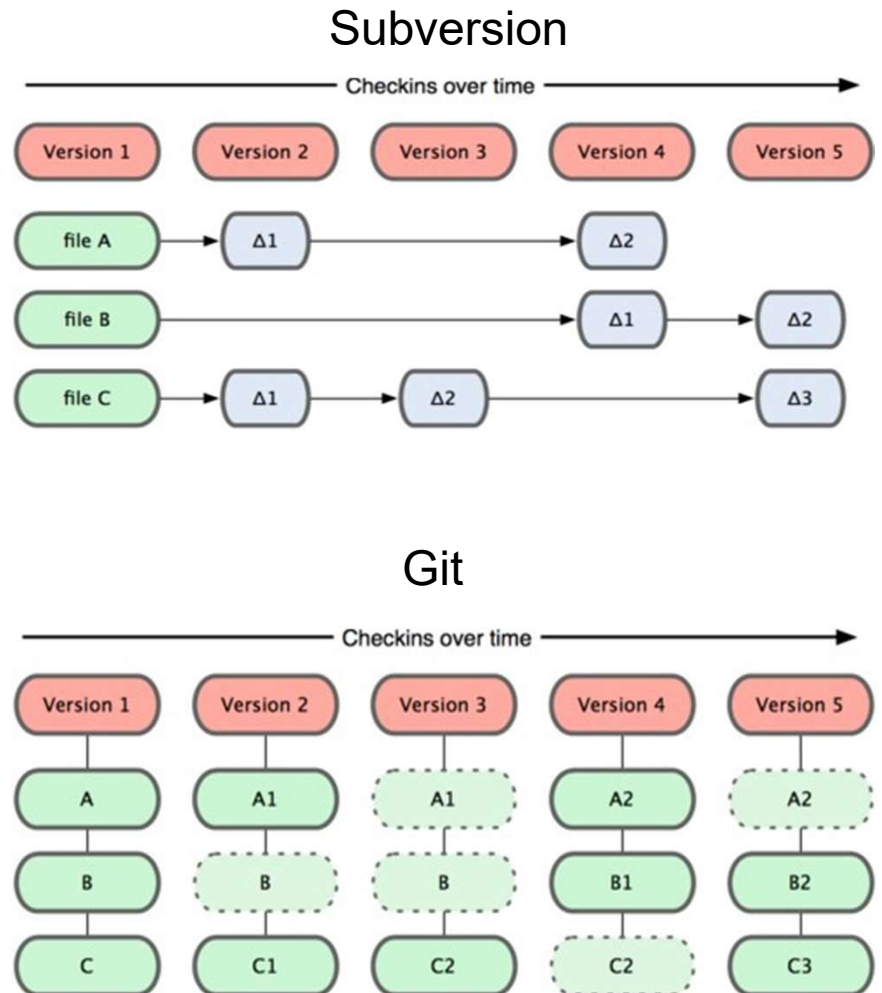 Subversion
Checkins over time
Version 1 Version 2 Version 3 Version 4 Version 5
file A Δ1 Δ2
file B Δ1 Δ2
file C Δ1 Δ2 Δ3
Git
Checkins over time
Version 1 Version 2 Version 3 Version 4 Version 5
A A1 A1 A2 A2
B B B B1 B2
C C1 C2 C2 C3